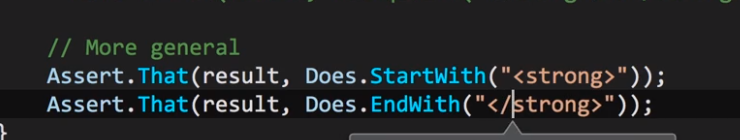 // More general
Assert.That(result, Does.StartWith("<strong>"));
Assert.That(result, Does.EndWith("</strong>"));
}